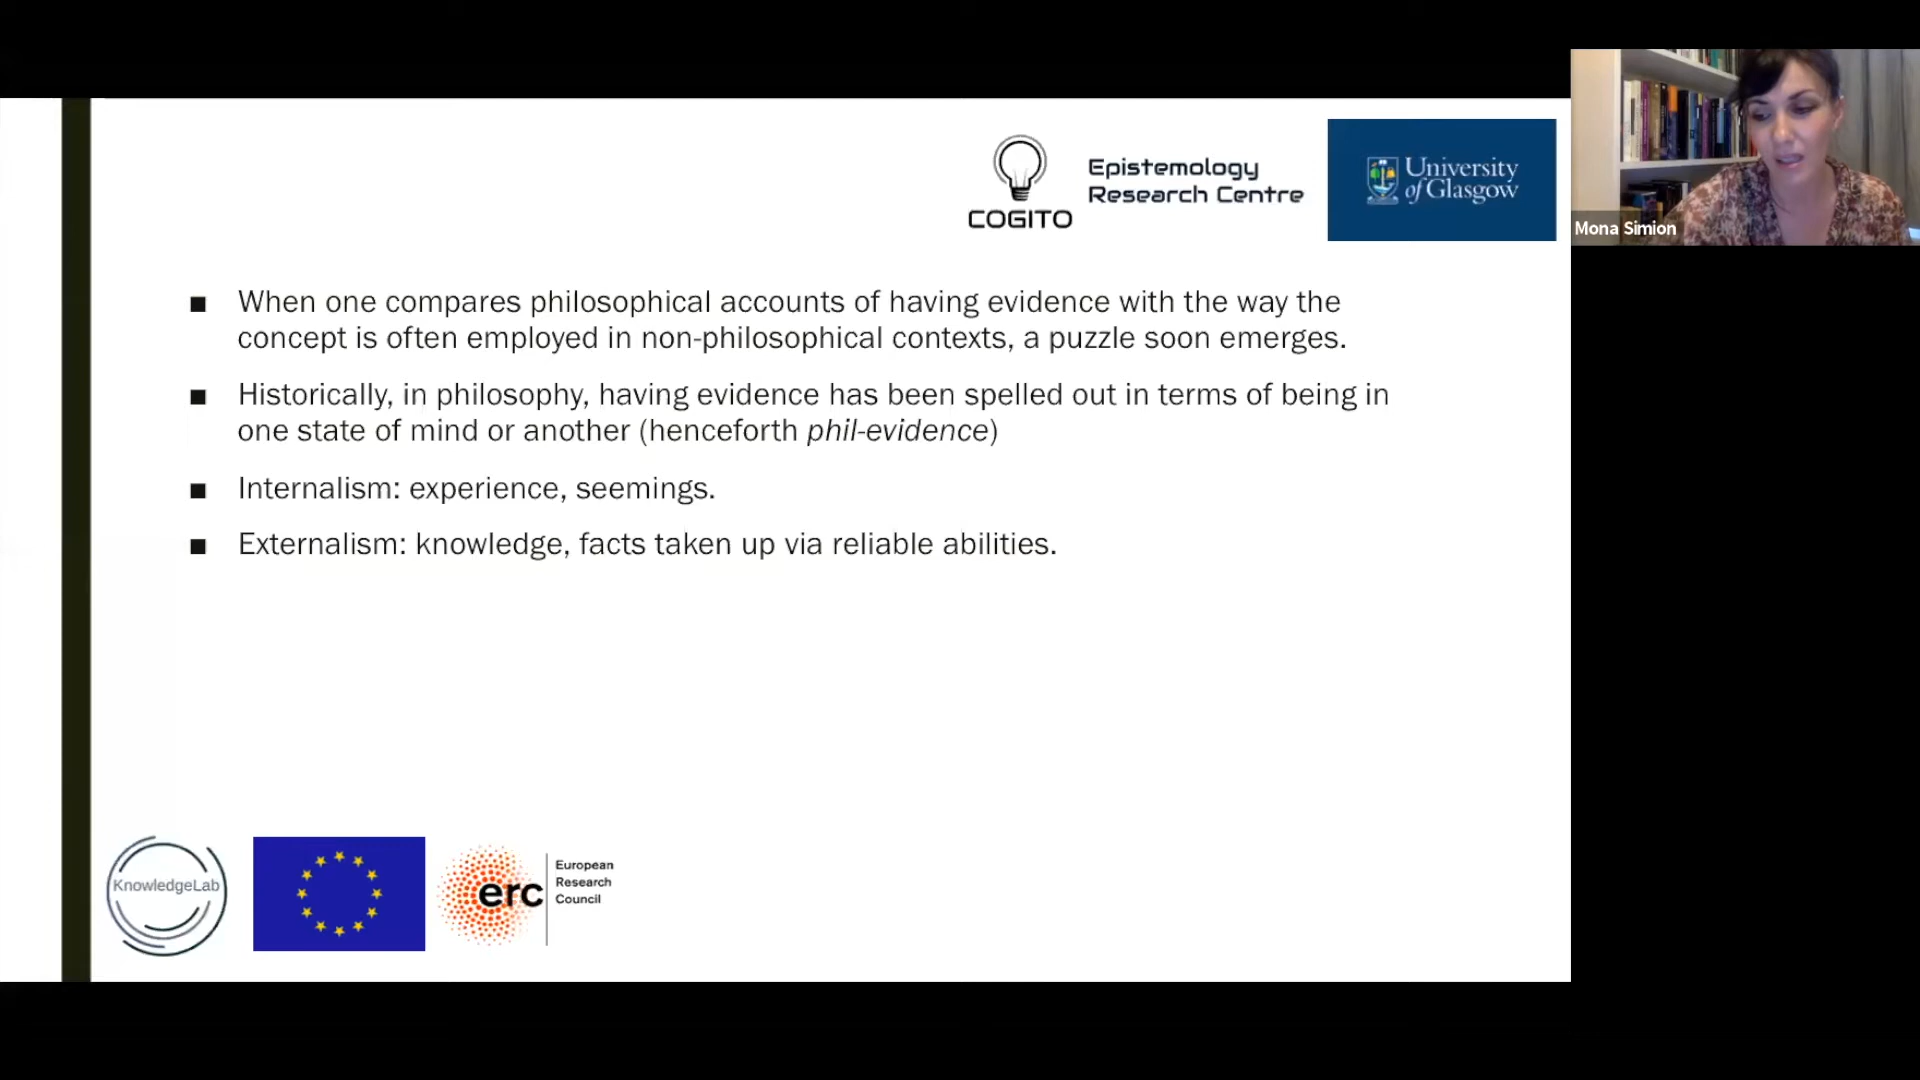 COGITO
Epistemology
Research Centre
University
of Glasgow
Mona Simion
■ When one compares philosophical accounts of having evidence with the way the
concept is often employed in non-philosophical contexts, a puzzle soon emerges.
■ Historically, in philosophy, having evidence has been spelled out in terms of being in
one state of mind or another (henceforth phil-evidence)
■ Internalism: experience, seemings.
■ Externalism: knowledge, facts taken up via reliable abilities.
KnowledgeLab
erc
European
Research
Council